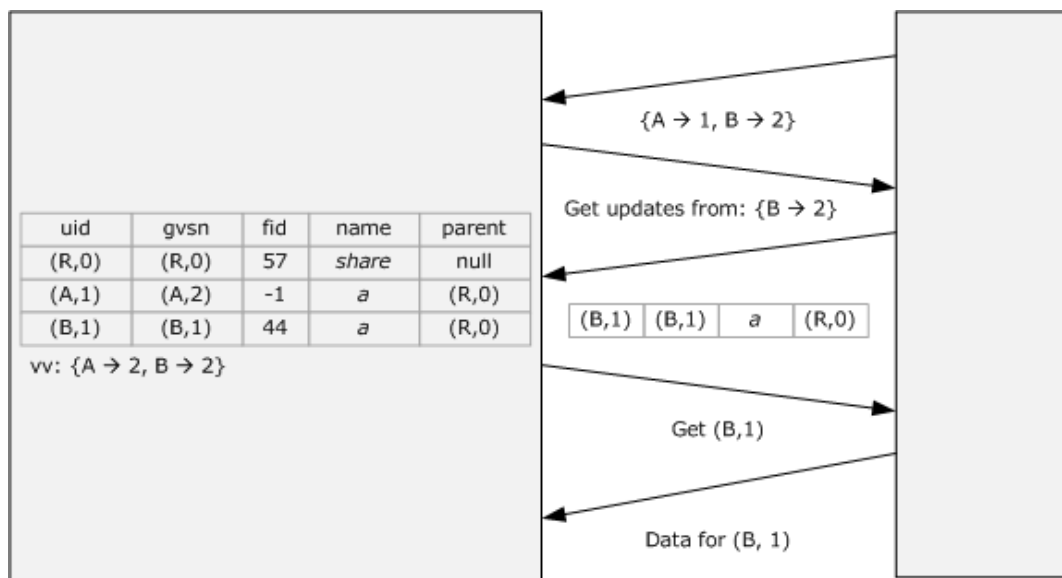 {A → 1, B → 2}
Get updates from: {B → 2}
uid gvsn fid name parent
(R,0) (R,0) 57 share null
(A,1) (A,2) -1 a (R,0)
(B,1) (B,1) 44 a (R,0)
vv: {A → 2, B → 2}
(B,1) (B,1) a (R,0)
Get (B,1)
Data for (B, 1)